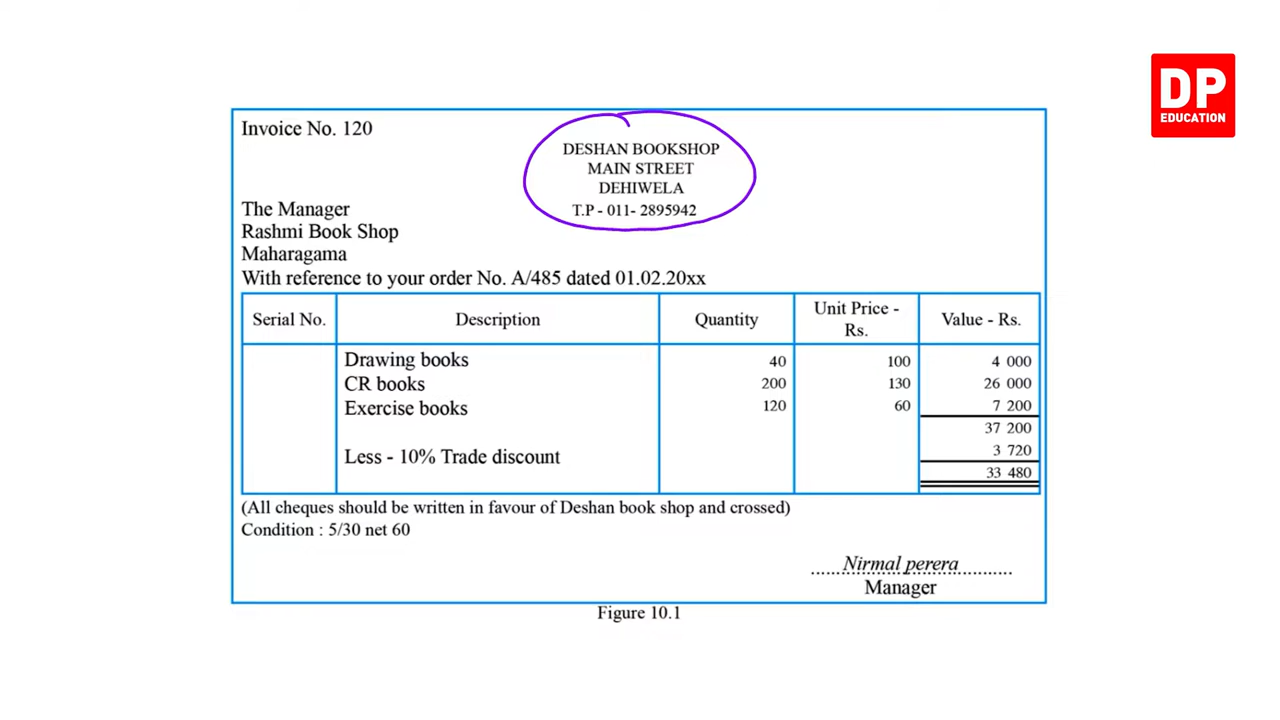 DP
EDUCATION
Invoice No. 120
DESHAN BOOKSHOP
MAIN STREET
DEHIWELA
T.P - 011- 2895942
The Manager
Rashmi Book Shop
Maharagama
With reference to your order No. A/485 dated 01.02.20xx
Serial No. Description Quantity Unit Price - Rs. Value - Rs.
Drawing books 40 100 4 000
CR books 200 130 26 000
Exercise books 120 60 7 200
37 200
Less - 10% Trade discount 3 720
33 480
(All cheques should be written in favour of Deshan book shop and crossed)
Condition : 5/30 net 60
Nirmal perera
Manager
Figure 10.1